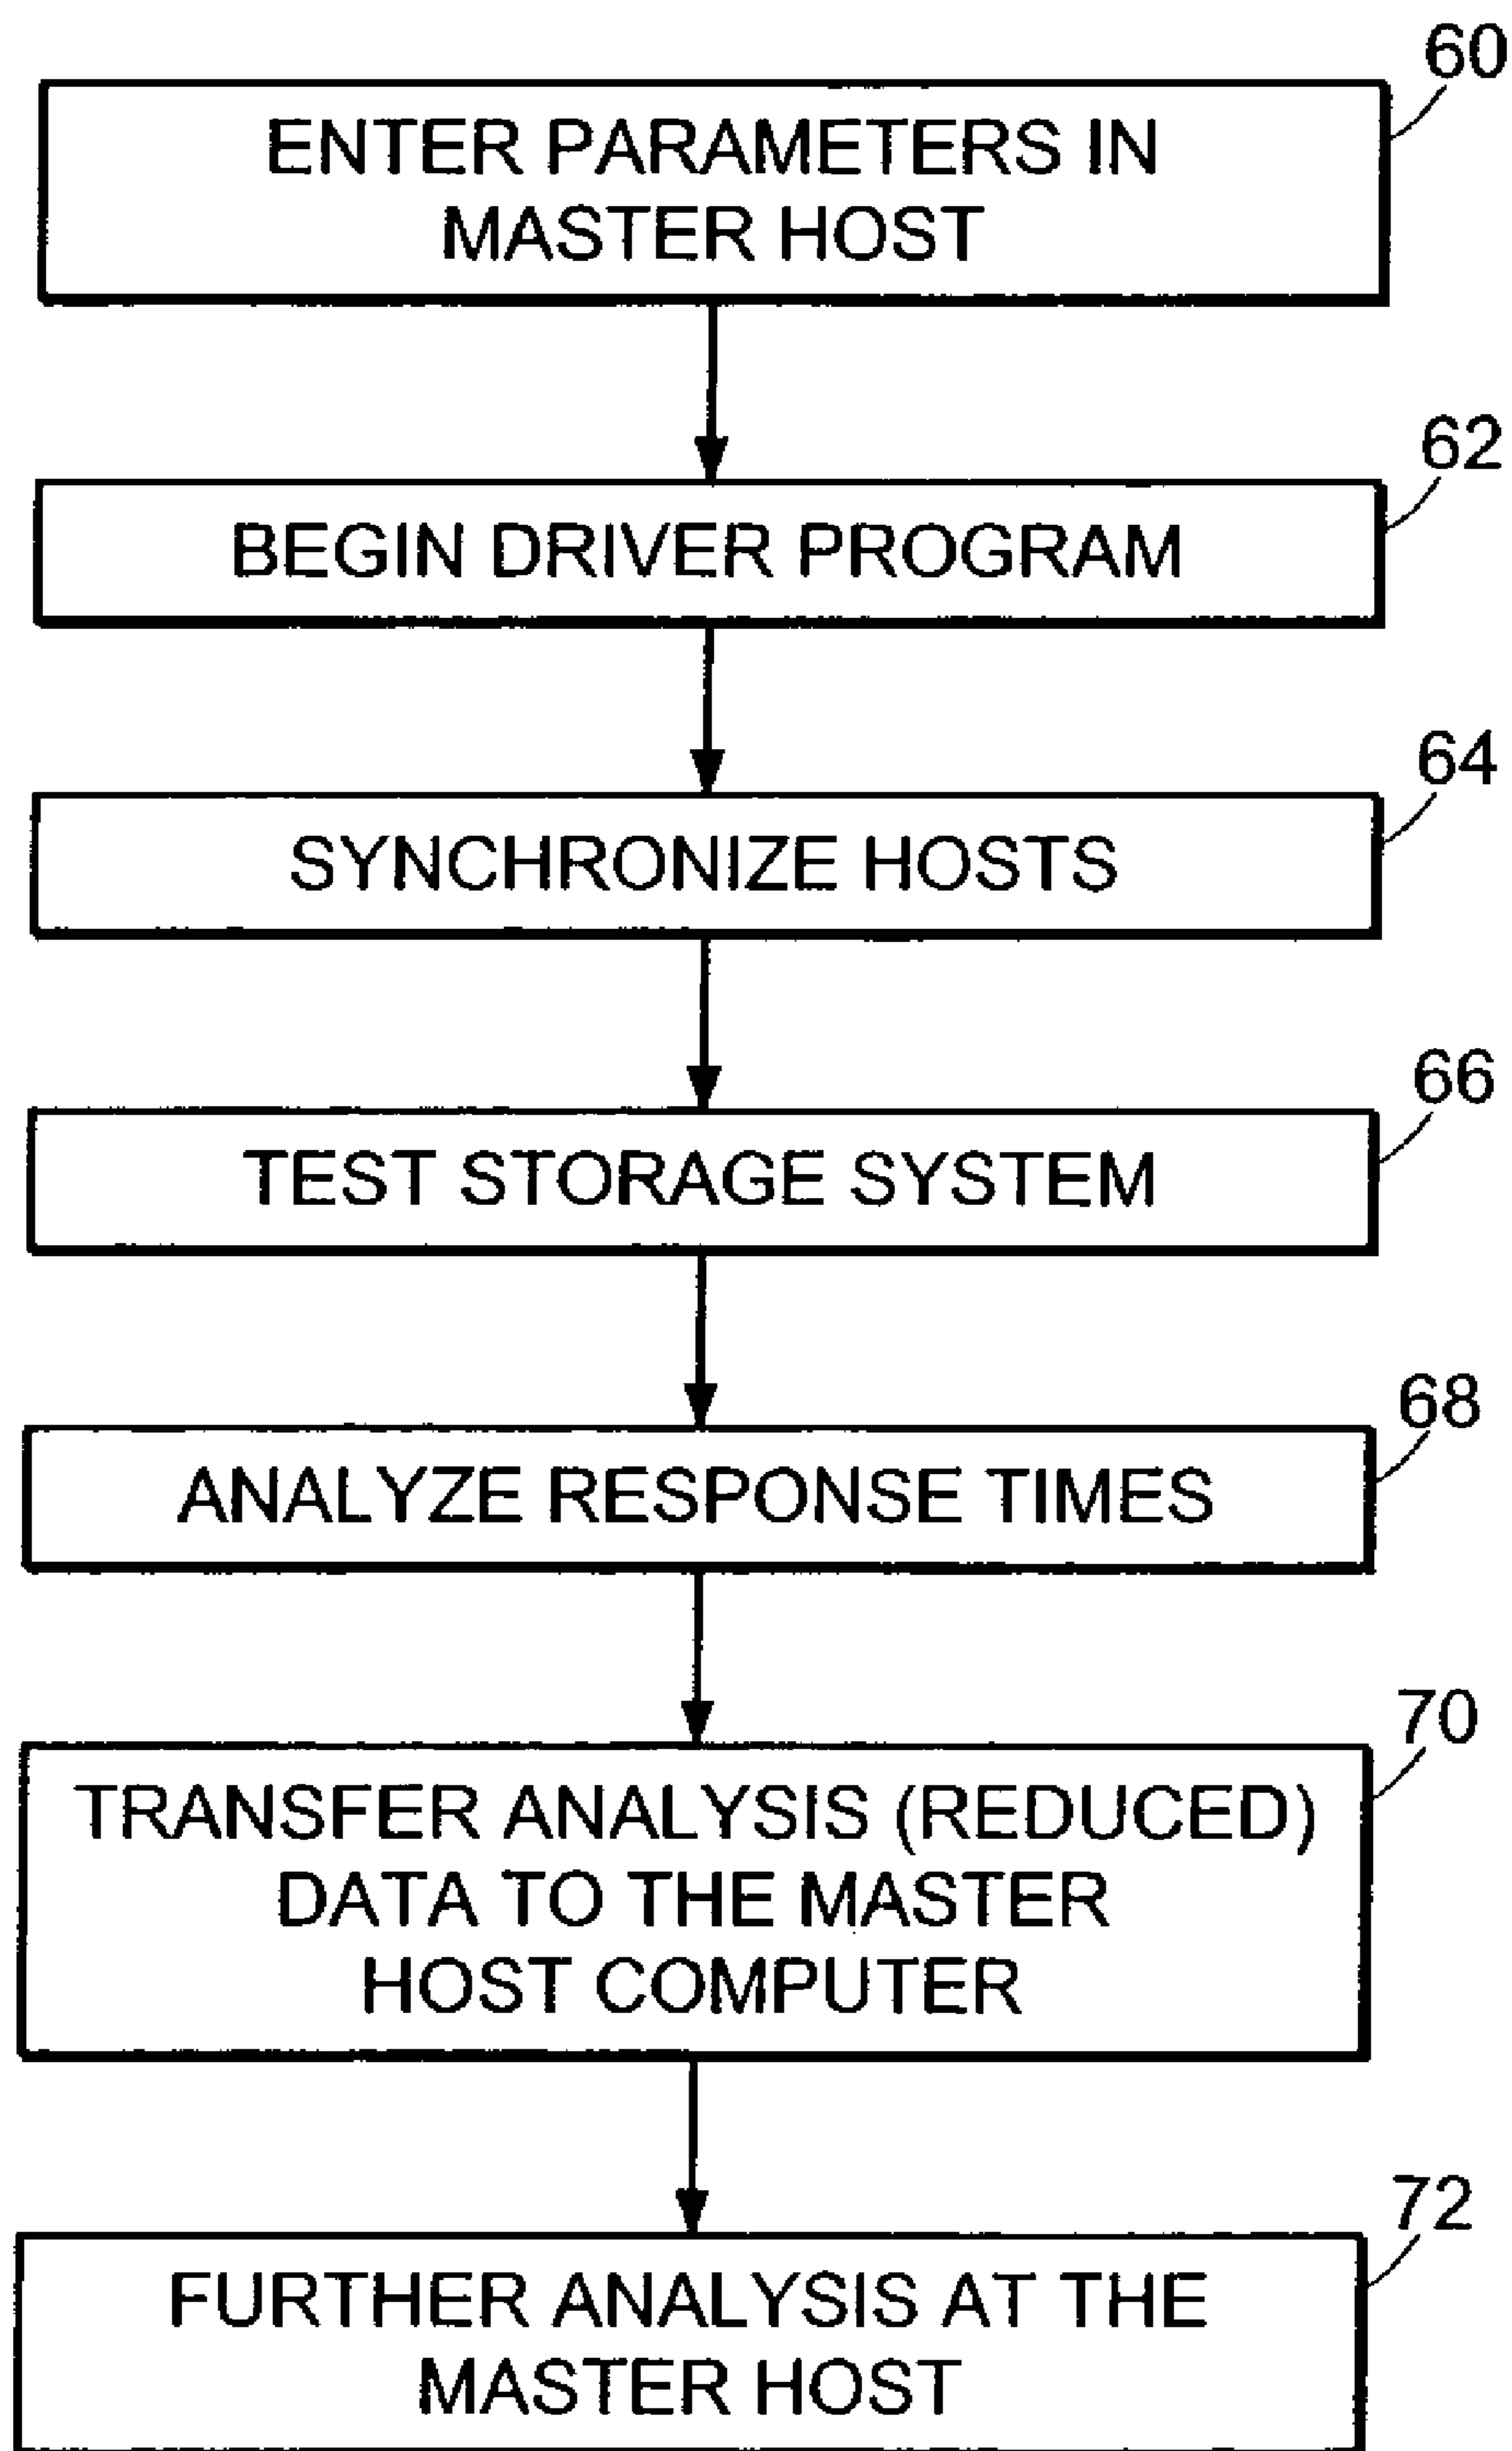 60
ENTER PARAMETERS IN
MASTER HOST
62
BEGIN DRIVER PROGRAM
64
SYNCHRONIZE HOSTS
66
TEST STORAGE SYSTEM
68
ANALYZE RESPONSE TIMES
70
TRANSFER ANALYSIS (REDUCED)
DATA TO THE MASTER
HOST COMPUTER
72
FURTHER ANALYSIS AT THE
MASTER HOST